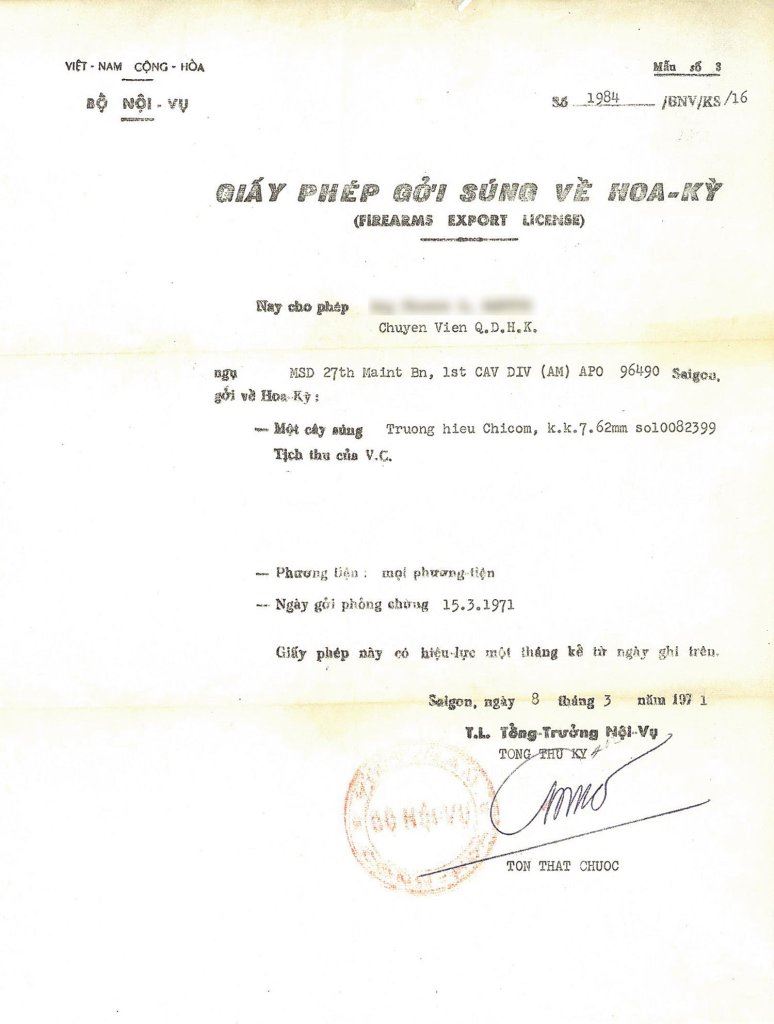 VIỆT - NAM CỘNG - HÒA
BỘ NỘI - VỤ
Mẫu số 3
Số 1984 /BNV/KS/16
GIẤY PHÉP GỞI SÚNG VỀ HOA-KỲ
(FIREARMS EXPORT LICENSE)
Nay cho phép
Chuyen Vien Q.D.H.K.
ngụ MSD 27th Maint Bn, 1st CAV DIV (AM) APO 96490 Saigon,
gởi về Hoa-Kỳ :
— Một cây súng Truong hieu Chicom, k.k.7.62mm so10082399
Tịch thu của V.C.
— Phương tiện : mọi phương-tiện
— Ngày gởi phỏng chừng 15.3.1971
Giấy phép này có hiệu-lực một tháng kể từ ngày ghi trên.
Saigon, ngày 8 tháng 3 năm 1971
T.L. Tổng-Trưởng Nội-Vụ
TONG THU KY
BỘ NỘI-VỤ
TON THAT CHUOC